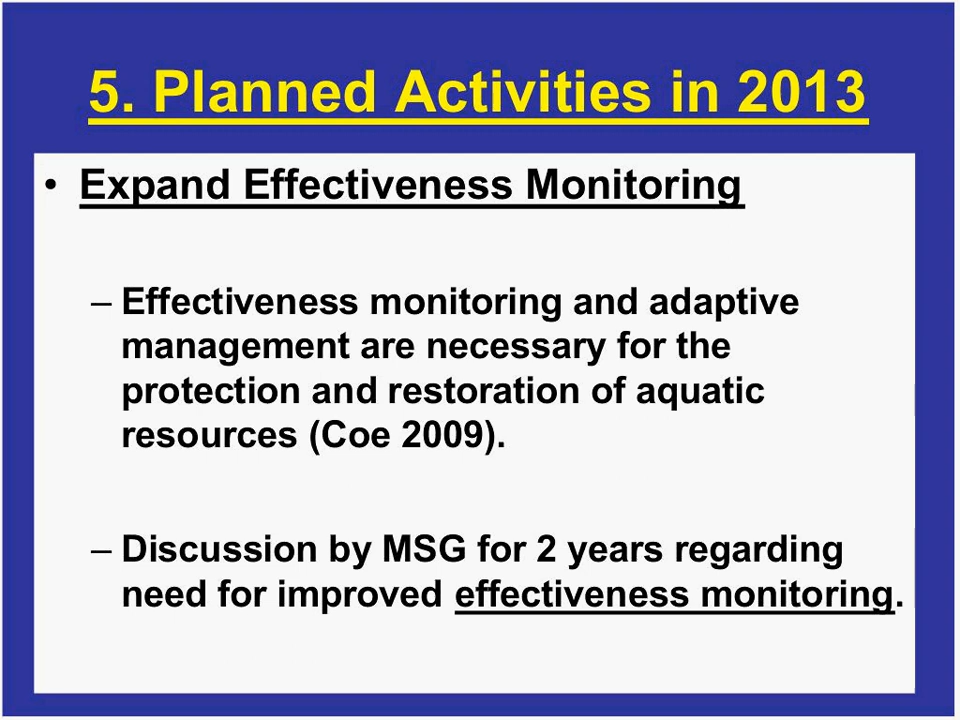 5. Planned Activities in 2013
• Expand Effectiveness Monitoring
– Effectiveness monitoring and adaptive
management are necessary for the
protection and restoration of aquatic
resources (Coe 2009).
– Discussion by MSG for 2 years regarding
need for improved effectiveness monitoring.